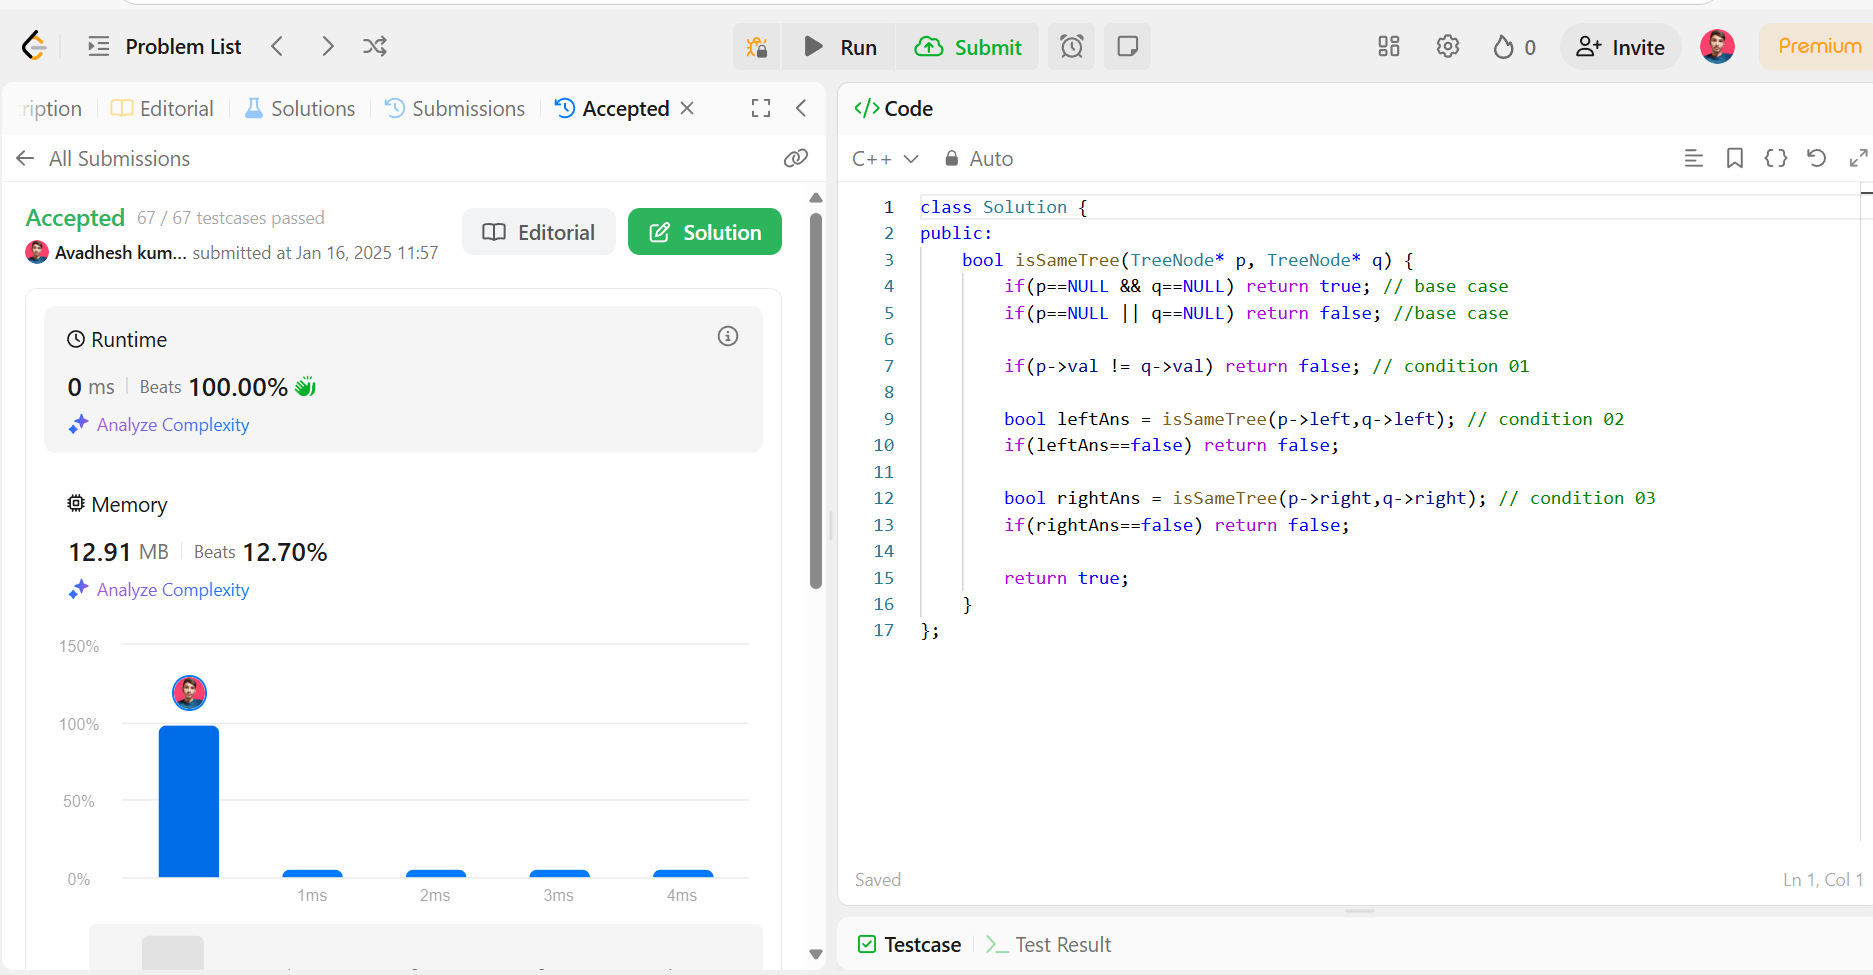 Problem List
Run
Submit
0
Invite
Premium
ription
Editorial
Solutions
Submissions
Accepted
All Submissions
Accepted 67 / 67 testcases passed
Avadhesh kum... submitted at Jan 16, 2025 11:57
Editorial
Solution
Runtime
0 ms Beats 100.00%
Analyze Complexity
Memory
12.91 MB Beats 12.70%
Analyze Complexity
150%
100%
50%
0%
1ms 2ms 3ms 4ms
</> Code
C++ Auto
1 class Solution {
2 public:
3     bool isSameTree(TreeNode* p, TreeNode* q) {
4         if(p==NULL && q==NULL) return true; // base case
5         if(p==NULL || q==NULL) return false; //base case
6
7         if(p->val != q->val) return false; // condition 01
8
9         bool leftAns = isSameTree(p->left,q->left); // condition 02
10         if(leftAns==false) return false;
11
12         bool rightAns = isSameTree(p->right,q->right); // condition 03
13         if(rightAns==false) return false;
14
15         return true;
16     }
17 };
Saved
Ln 1, Col 1
Testcase
Test Result